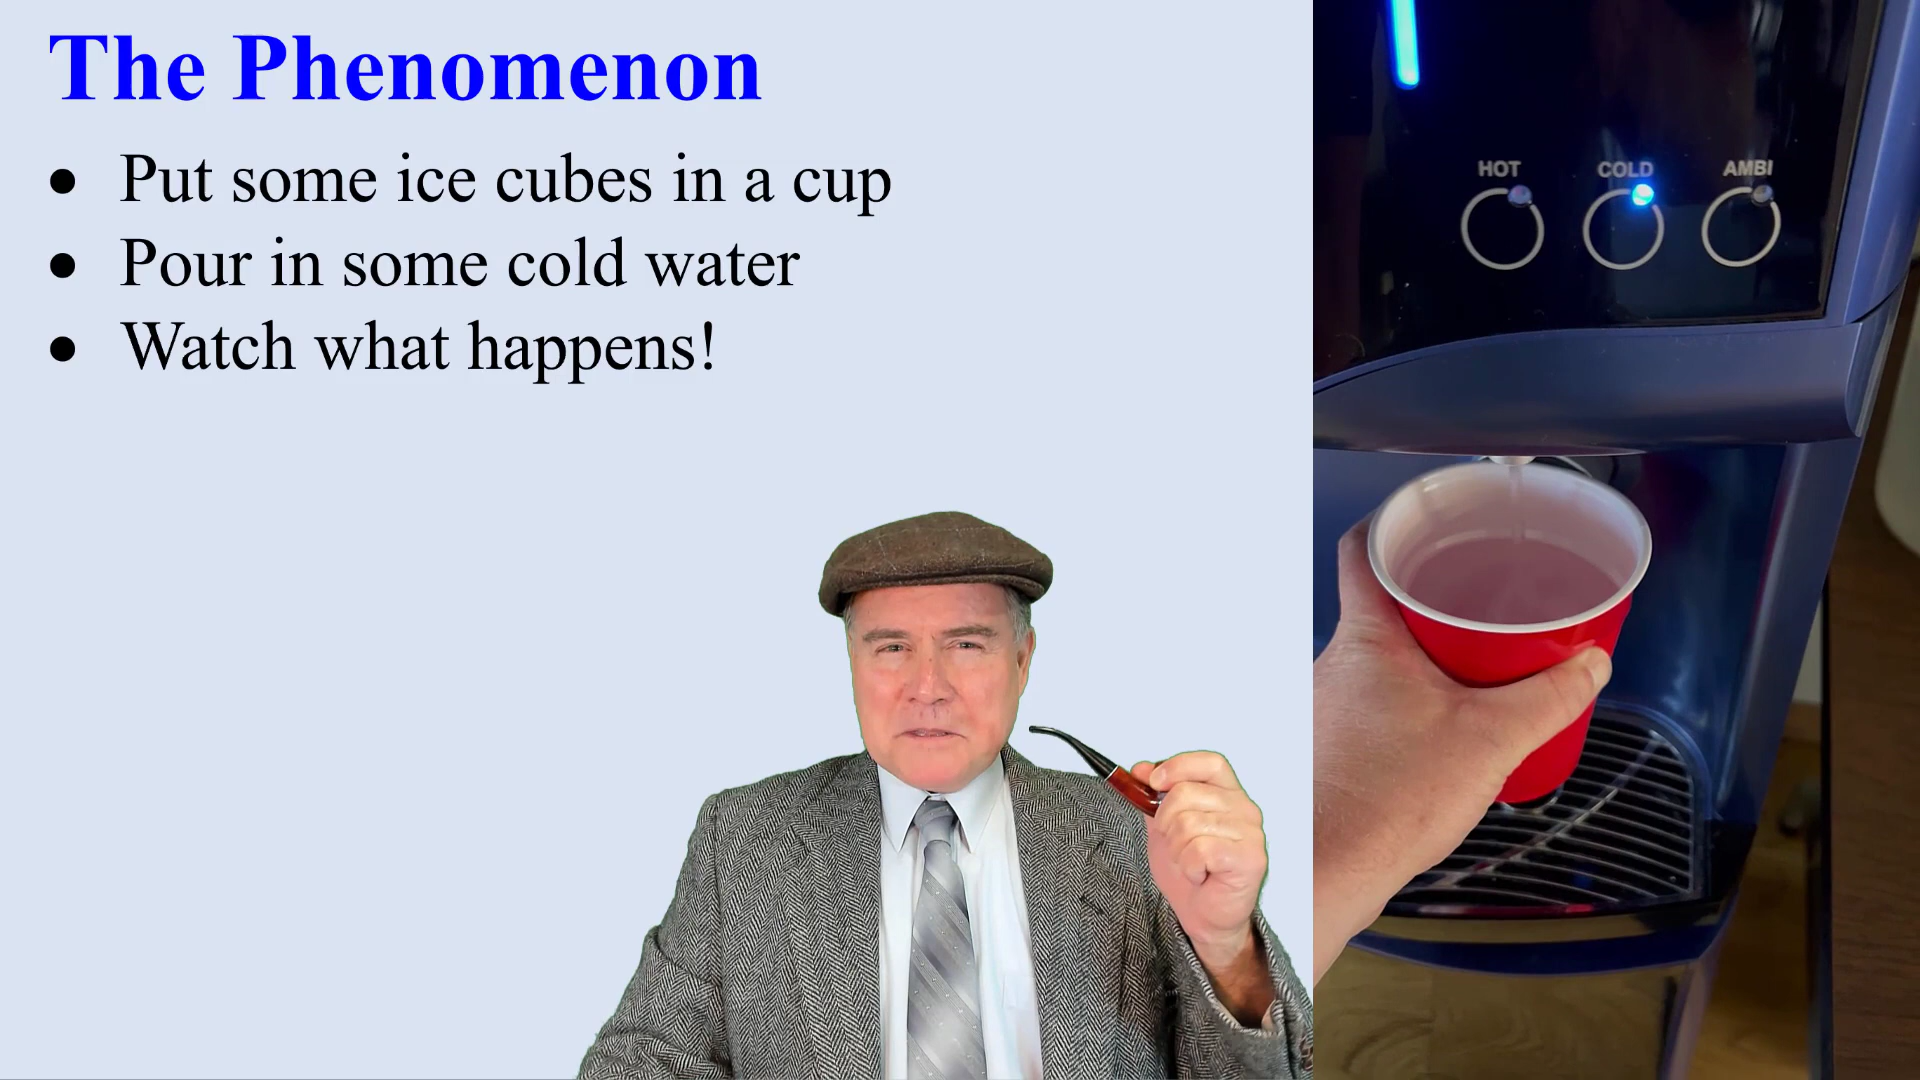 The Phenomenon
• Put some ice cubes in a cup
• Pour in some cold water
• Watch what happens!
HOT COLD AMBI